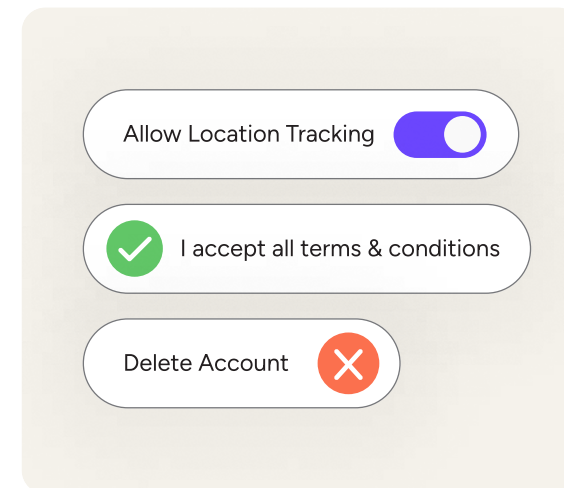 Allow Location Tracking
I accept all terms & conditions
Delete Account